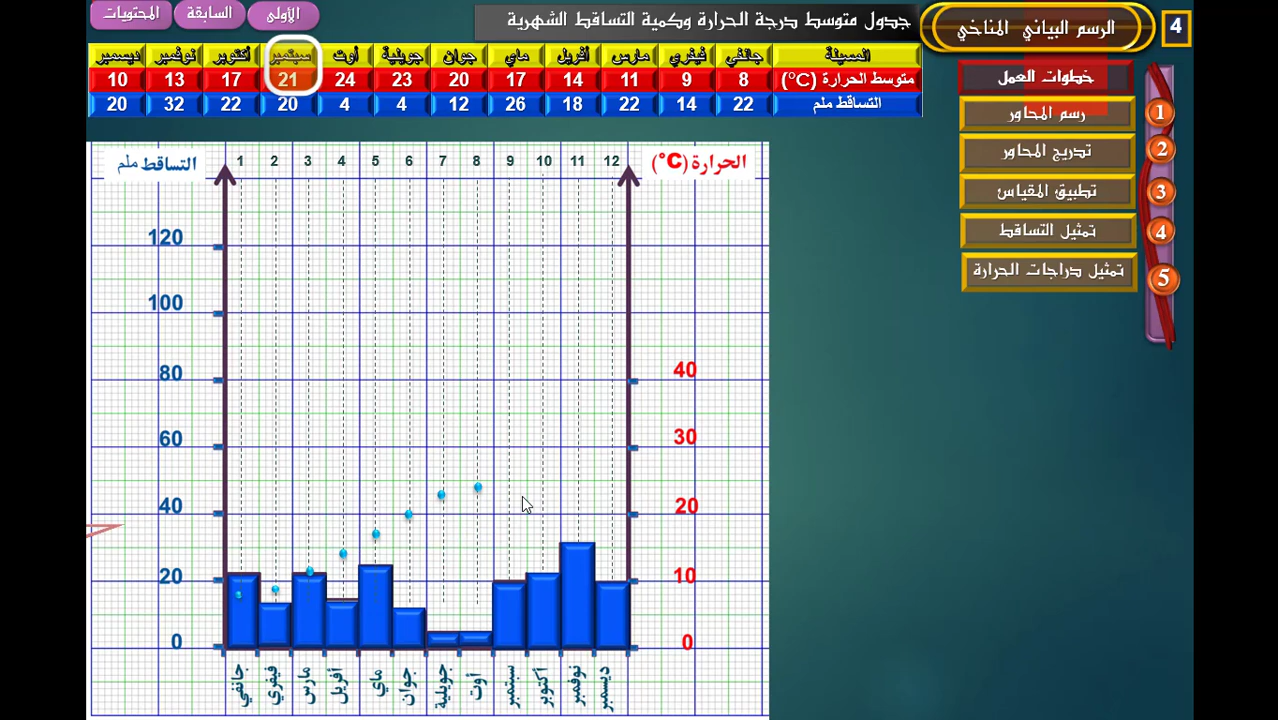 4 الرسم البياني المناخي
جدول متوسط درجة الحرارة وكمية التساقط الشهرية
الأولى السابقة المحتويات
المسيلة جانفي فيفري مارس أفريل ماي جوان جويلية أوت سبتمبر أكتوبر نوفمبر ديسمبر
متوسط الحرارة (°C) 8 9 11 14 17 20 23 24 21 17 13 10
التساقط ملم 22 14 22 18 26 12 4 4 20 22 32 20
خطوات العمل
1 رسم المحاور
2 تدريج المحاور
3 تطبيق المقياس
4 تمثيل التساقط
5 تمثيل دراجات الحرارة
الحرارة (°C)
1 2 3 4 5 6 7 8 9 10 11 12
التساقط ملم
120
100
80 40
60 30
40 20
20 10
0 0
جانفي فيفري مارس أفريل ماي جوان جويلية أوت سبتمبر أكتوبر نوفمبر ديسمبر